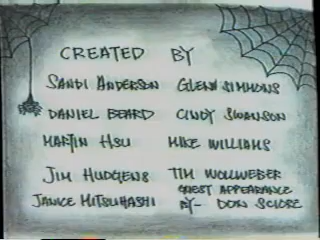 CREATED BY
SANDI ANDERSON GLENN SIMMONS
DANIEL BEARD CINDY SWANSON
MARTIN HSU MIKE WILLIAMS
JIM HUDGENS TIM WOLLWEBER
JANICE MITSUHASHI GUEST APPEARANCE
BY- DON SCIORE